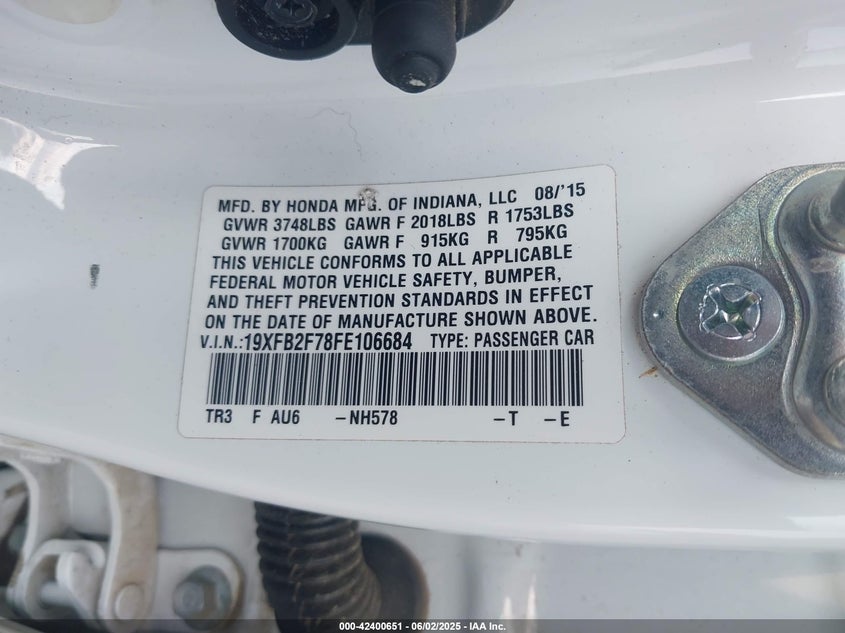 MFD. BY HONDA MFG. OF INDIANA, LLC 08/'15
GVWR 3748LBS GAWR F 2018LBS R 1753LBS
GVWR 1700KG GAWR F 915KG R 795KG
THIS VEHICLE CONFORMS TO ALL APPLICABLE
FEDERAL MOTOR VEHICLE SAFETY, BUMPER,
AND THEFT PREVENTION STANDARDS IN EFFECT
ON THE DATE OF MANUFACTURE SHOWN ABOVE.
V.I.N.:19XFB2F78FE106684 TYPE: PASSENGER CAR
TR3 F AU6 –NH578 –T –E
000-42400651 | 06/02/2025 | IAA Inc.